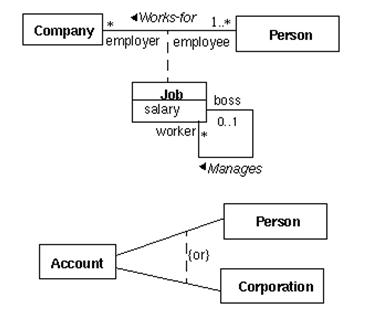 ◀Works-for
Company * 1..* Person
employer employee
Job
salary boss
0..1
worker *
◀Manages
Person
{or}
Account
Corporation